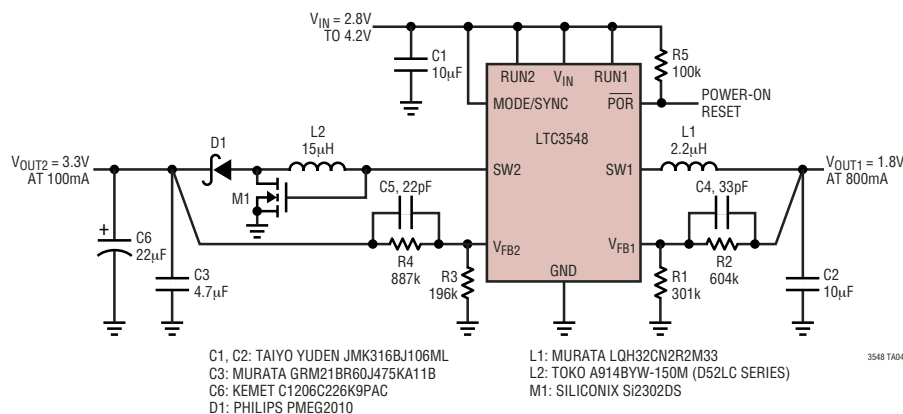 VIN = 2.8V
TO 4.2V
C1
10µF
RUN2
VIN
RUN1
R5
100k
MODE/SYNC
POR
POWER-ON
RESET
LTC3548
D1
L2
15µH
L1
2.2µH
VOUT2 = 3.3V
AT 100mA
SW2
SW1
VOUT1 = 1.8V
AT 800mA
M1
C5, 22pF
C4, 33pF
+
C6
22µF
C3
4.7µF
R4
887k
R3
196k
VFB2
VFB1
GND
R1
301k
R2
604k
C2
10µF
C1, C2: TAIYO YUDEN JMK316BJ106ML
C3: MURATA GRM21BR60J475KA11B
C6: KEMET C1206C226K9PAC
D1: PHILIPS PMEG2010
L1: MURATA LQH32CN2R2M33
L2: TOKO A914BYW-150M (D52LC SERIES)
M1: SILICONIX Si2302DS
3548 TA04